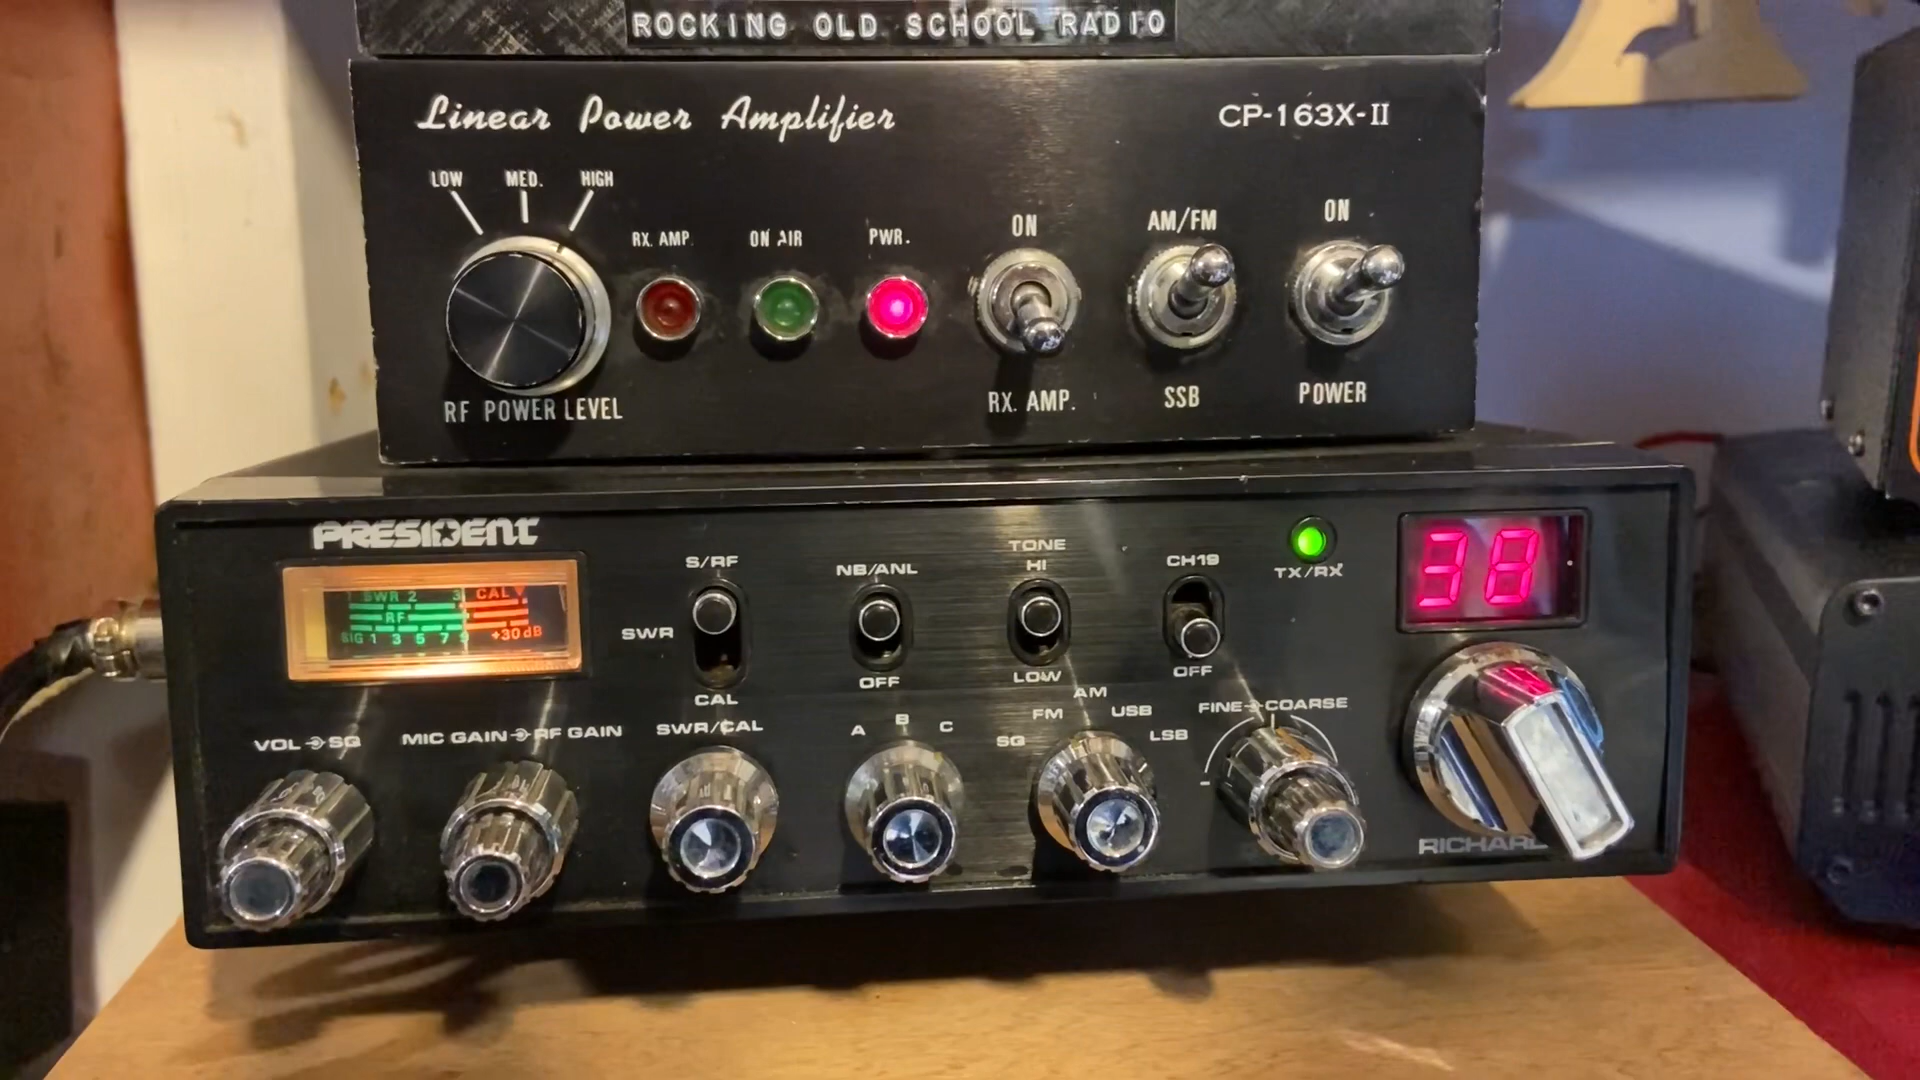 ROCKING OLD SCHOOL RADIO
Linear Power Amplifier
CP-163X-II
LOW MED. HIGH
RX. AMP. ON AIR PWR. ON AM/FM ON
RF POWER LEVEL RX. AMP. SSB POWER
PRESIDENT
S/RF NB/ANL TONE HI CH19 TX/RX
38
SWR 2 3 CAL
RF
SIG 1 3 5 7 9 +30dB
SWR
CAL OFF LOW OFF
VOL SQ MIC GAIN RF GAIN SWR/CAL A B C SQ FM AM USB LSB FINE COARSE
-